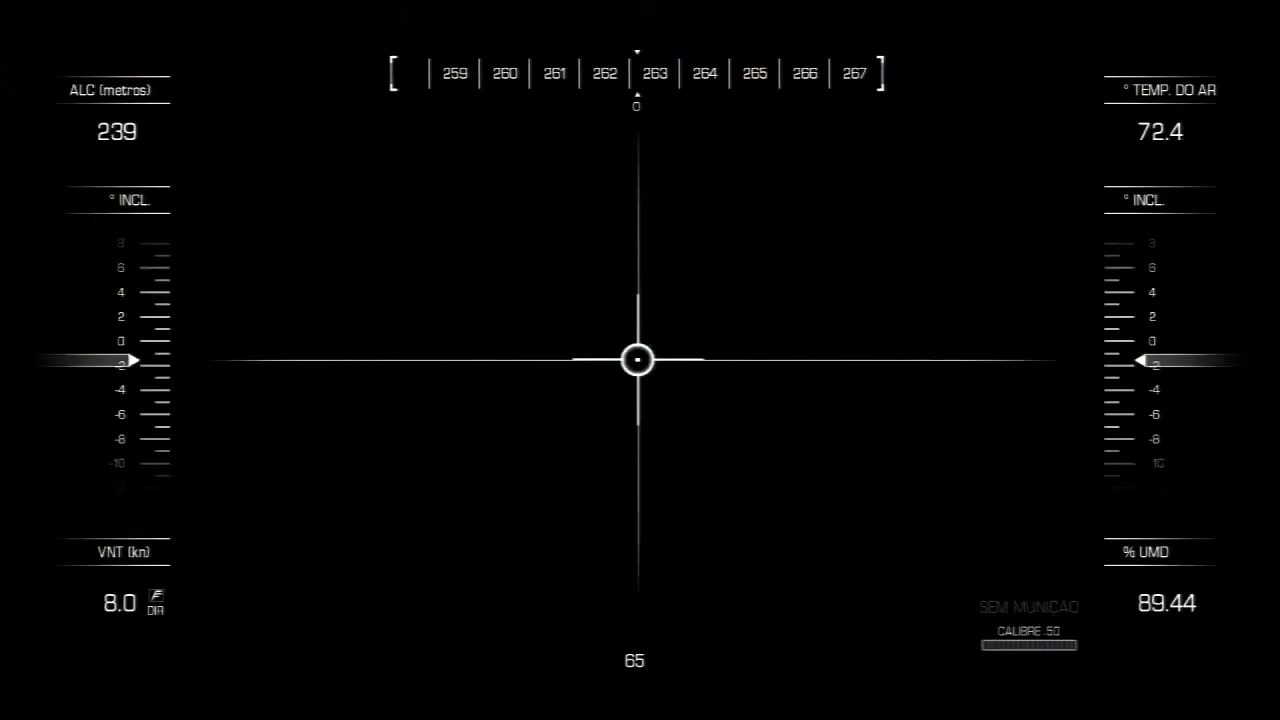 259 260 261 262 263 264 265 266 267
0
ALC (metros)
239
° INCL.
8
6
4
2
0
-2
-4
-6
-8
-10
VNT (kn)
8.0
DIR
65
° TEMP. DO AR
72.4
° INCL.
8
6
4
2
0
-2
-4
-6
-8
10
% UMD
89.44
SEM MUNIÇÃO
CALIBRE .50